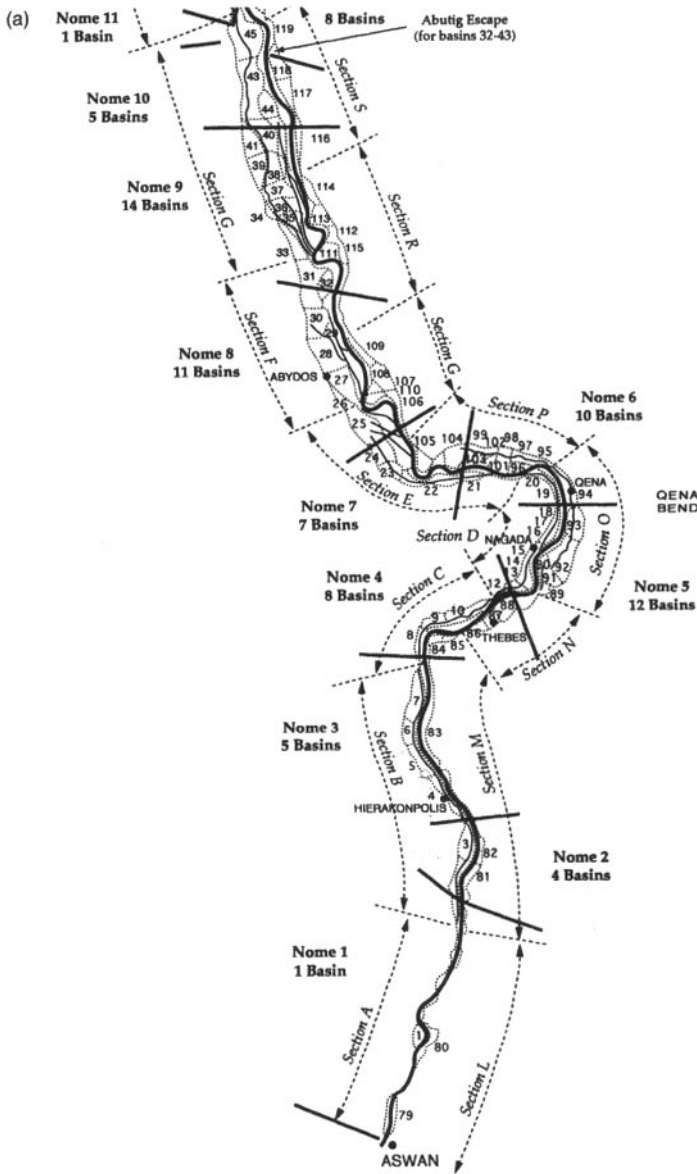 (a)
Nome 11
1 Basin
8 Basins
Abutig Escape
(for basins 32-43)
119
45
43
118
117
Section S
Nome 10
5 Basins
44
40
116
41
39
38
Nome 9
14 Basins
Section G
37
114
36
35
34
113
112
115
111
33
Section R
31
32
30
29
28
109
108
107
110
106
Section F
Nome 8
11 Basins
ABYDOS
27
26
25
Section G
Section P
Nome 6
10 Basins
24
23
22
105
104
103
99
102
98
97
95
101
96
21
20
QENA
94
QENA
BEND
19
18
17
16
93
Section E
Nome 7
7 Basins
Section D
NAGADA
15
14
13
90
92
91
89
Section O
Nome 5
12 Basins
Nome 4
8 Basins
Section C
12
88
87
THEBES
10
9
8
86
85
84
Section N
7
6
83
5
Nome 3
5 Basins
Section B
Section M
4
HIERAKONPOLIS
3
82
81
Nome 2
4 Basins
Nome 1
1 Basin
Section A
1
80
Section L
79
ASWAN